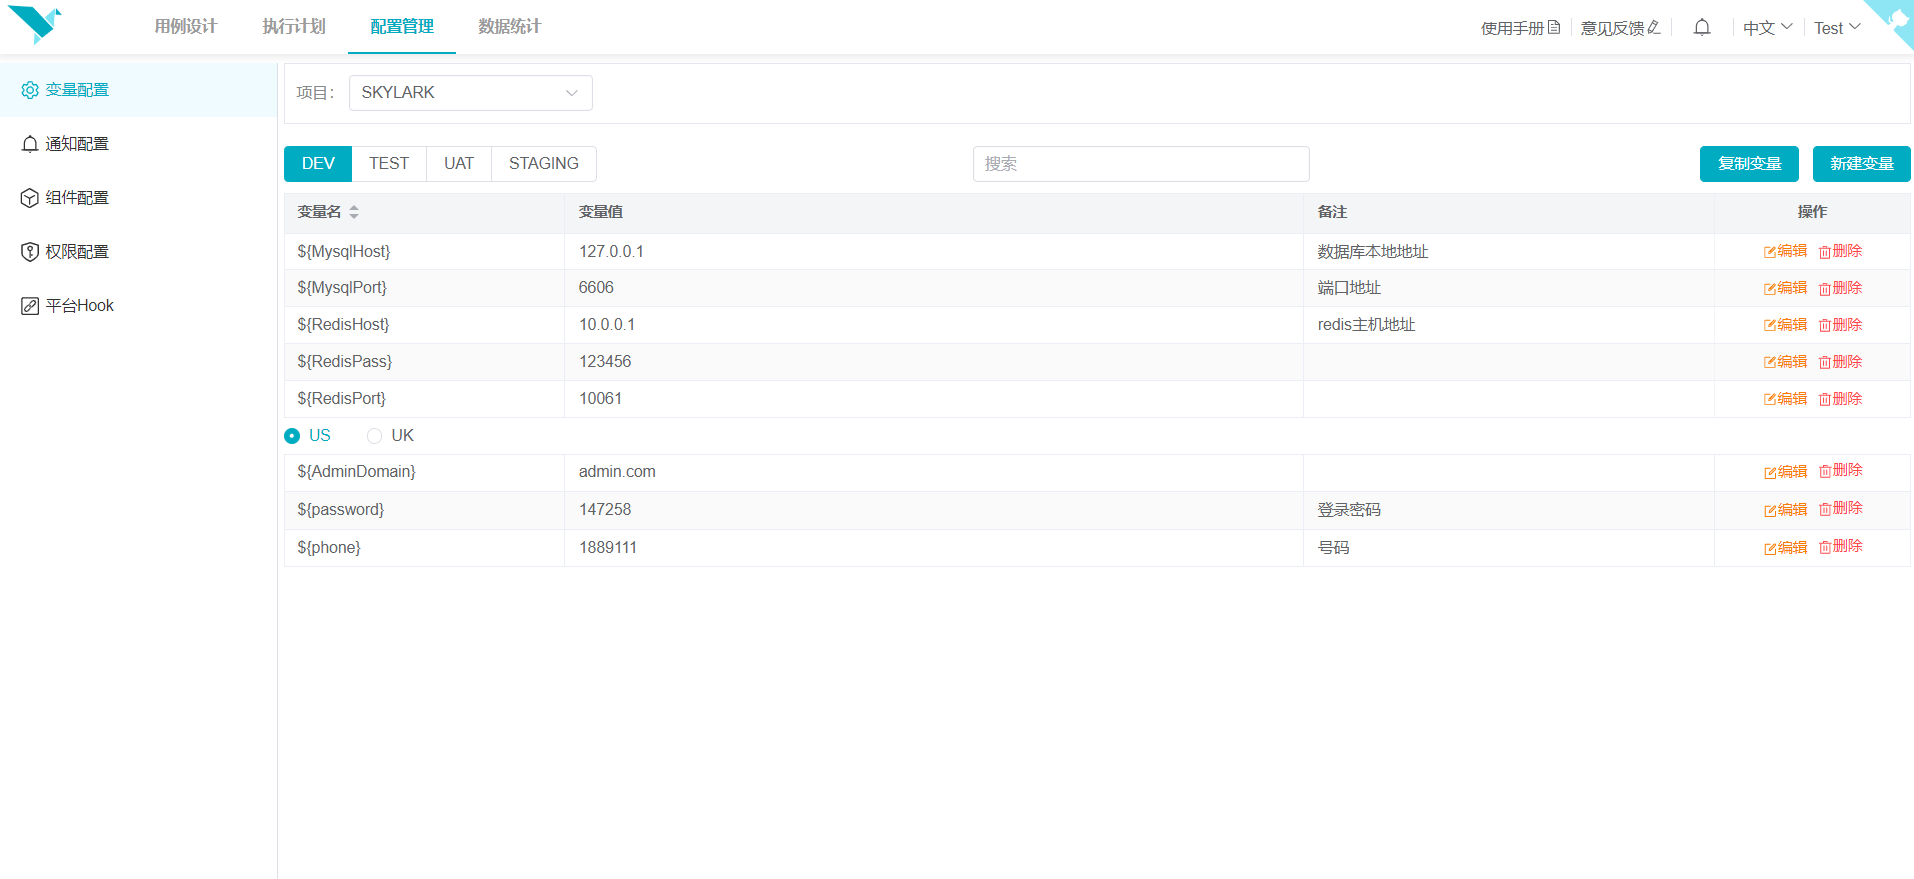 用例设计 执行计划 配置管理 数据统计 使用手册 意见反馈 中文 Test
变量配置
通知配置
组件配置
权限配置
平台Hook
项目: SKYLARK
DEV TEST UAT STAGING 搜索 复制变量 新建变量
变量名 变量值 备注 操作
${MysqlHost} 127.0.0.1 数据库本地地址 编辑 删除
${MysqlPort} 6606 端口地址 编辑 删除
${RedisHost} 10.0.0.1 redis主机地址 编辑 删除
${RedisPass} 123456 编辑 删除
${RedisPort} 10061 编辑 删除
US UK
${AdminDomain} admin.com 编辑 删除
${password} 147258 登录密码 编辑 删除
${phone} 1889111 号码 编辑 删除